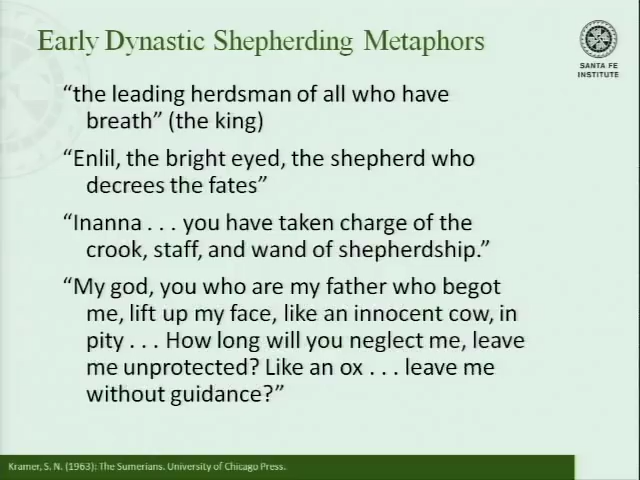 Early Dynastic Shepherding Metaphors
SANTA FE
INSTITUTE
“the leading herdsman of all who have
breath” (the king)
“Enlil, the bright eyed, the shepherd who
decrees the fates”
“Inanna . . . you have taken charge of the
crook, staff, and wand of shepherdship.”
“My god, you who are my father who begot
me, lift up my face, like an innocent cow, in
pity . . . How long will you neglect me, leave
me unprotected? Like an ox . . . leave me
without guidance?”
Kramer, S. N. (1963): The Sumerians. University of Chicago Press.